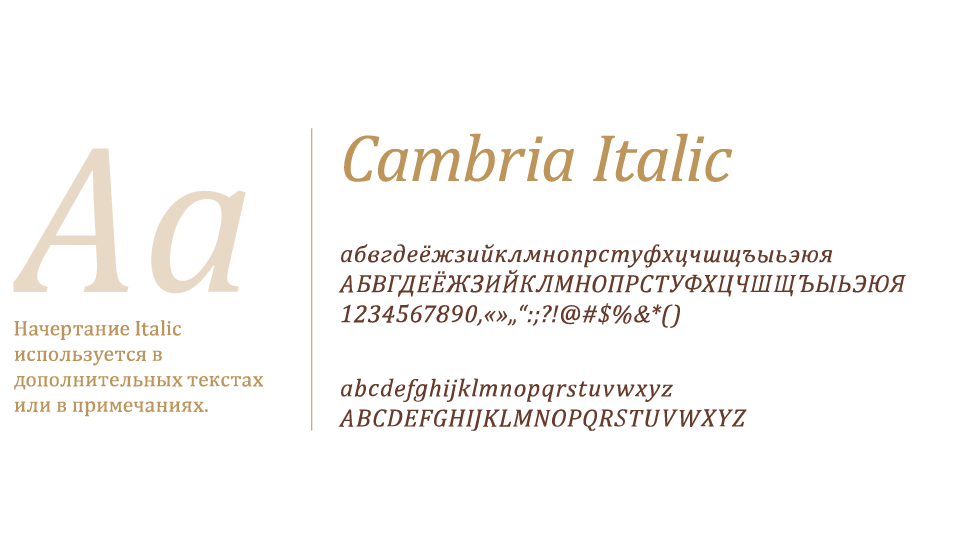 Aa
Начертание Italic
используется в
дополнительных текстах
или в примечаниях.
Cambria Italic
абвгдеёжзийклмнопрстуфхцчшщъыьэюя
АБВГДЕЁЖЗИЙКЛМНОПРСТУФХЦЧШЩЪЫЬЭЮЯ
1234567890,«»„“:;?!@#$%&*()
abcdefghijklmnopqrstuvwxyz
ABCDEFGHIJKLMNOPQRSTUVWXYZ